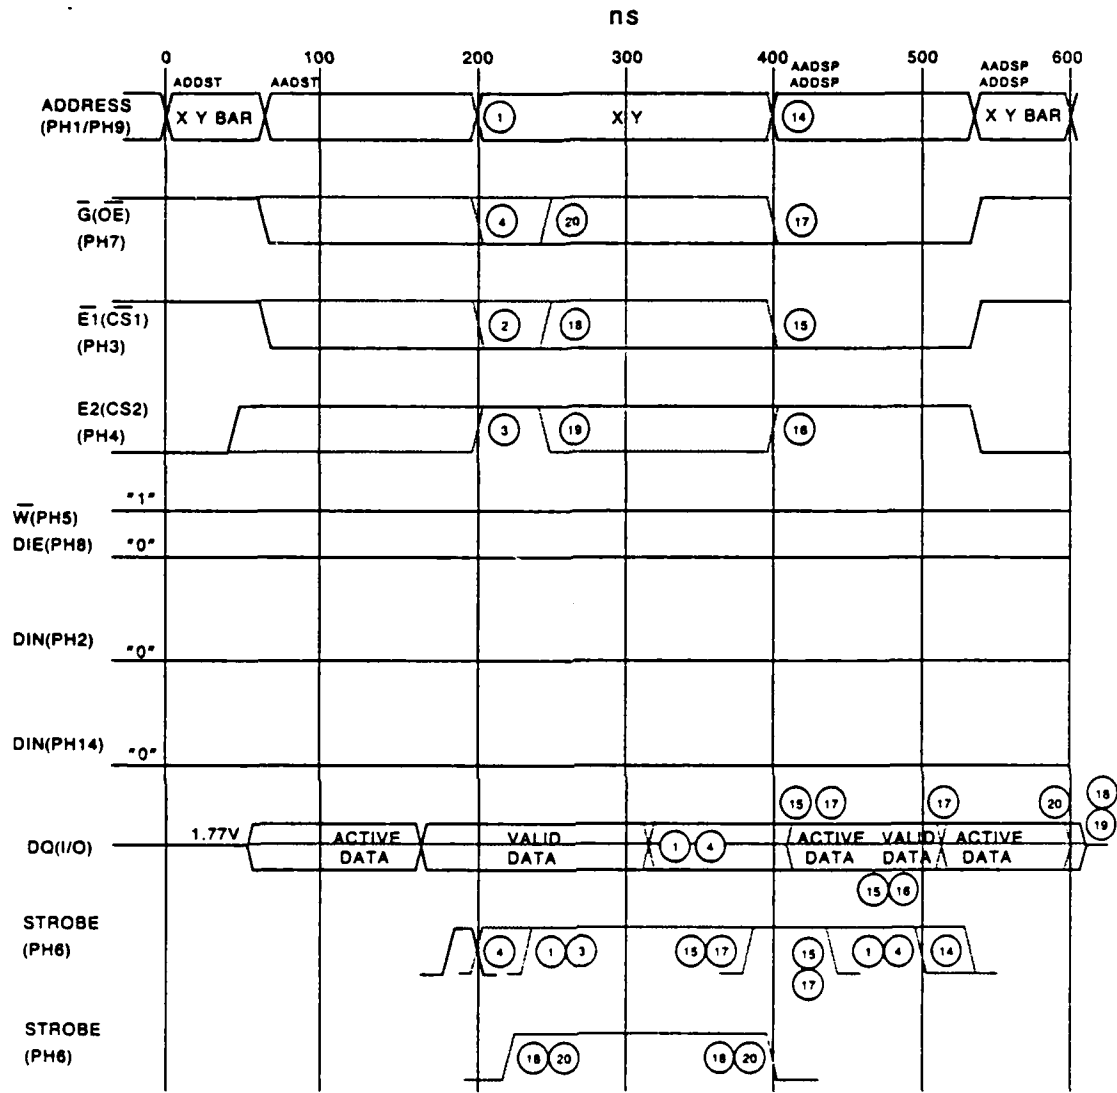 ns
0 100 200 300 400 500 600
ADDST AADST AADSP ADDSP AADSP ADDSP
ADDRESS
(PH1/PH9)
X Y BAR 1 X Y 14 X Y BAR
G̅(O̅E̅)
(PH7)
4 20 17
E̅1(C̅S̅1)
(PH3)
2 18 15
E2(CS2)
(PH4)
3 19 16
"1"
W̅(PH5)
DIE(PH8) "0"
DIN(PH2)
"0"
DIN(PH14) "0"
15 17 17 20 18
19
1.77V
DQ(I/O)
ACTIVE VALID 1 4 ACTIVE VALID ACTIVE
DATA DATA DATA DATA DATA
15 16
STROBE
(PH6)
4 1 3 15 17 15 1 4 14
17
STROBE
(PH6)
18 20 18 20